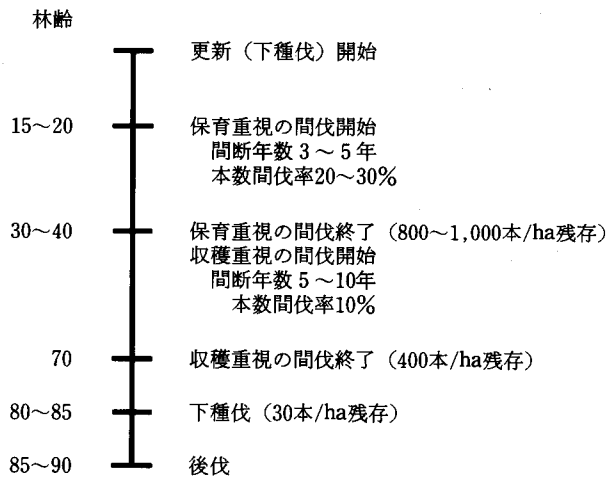 林齢
更新（下種伐）開始
15～20 保育重視の間伐開始
間断年数3～5年
本数間伐率20～30%
30～40 保育重視の間伐終了（800～1,000本/ha残存）
収穫重視の間伐開始
間断年数5～10年
本数間伐率10%
70 収穫重視の間伐終了（400本/ha残存）
80～85 下種伐（30本/ha残存）
85～90 後伐